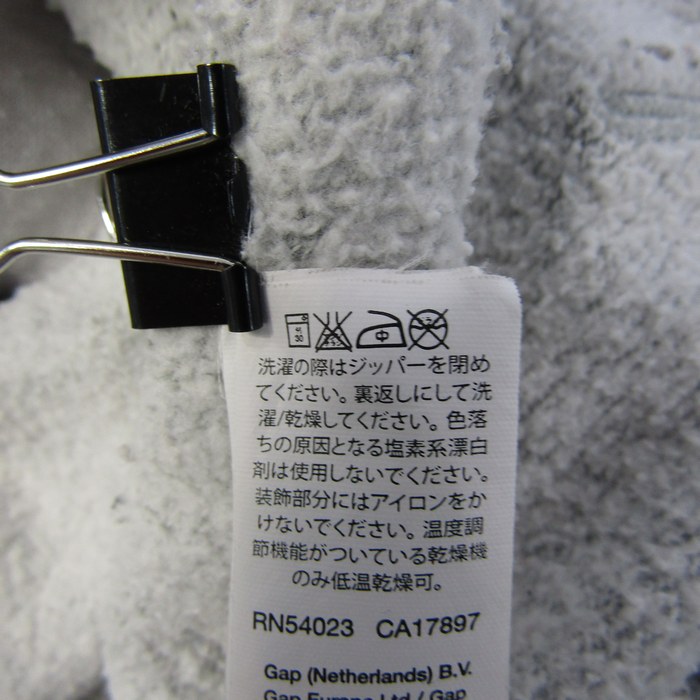 洗濯の際はジッパーを閉め
てください。裏返しにして洗
濯/乾燥してください。色落
ちの原因となる塩素系漂白
剤は使用しないでください。
装飾部分にはアイロンをか
けないでください。温度調
節機能がついている乾燥機
のみ低温乾燥可。
RN54023 CA17897
Gap (Netherlands) B.V.
Gap Europe Ltd / Gap